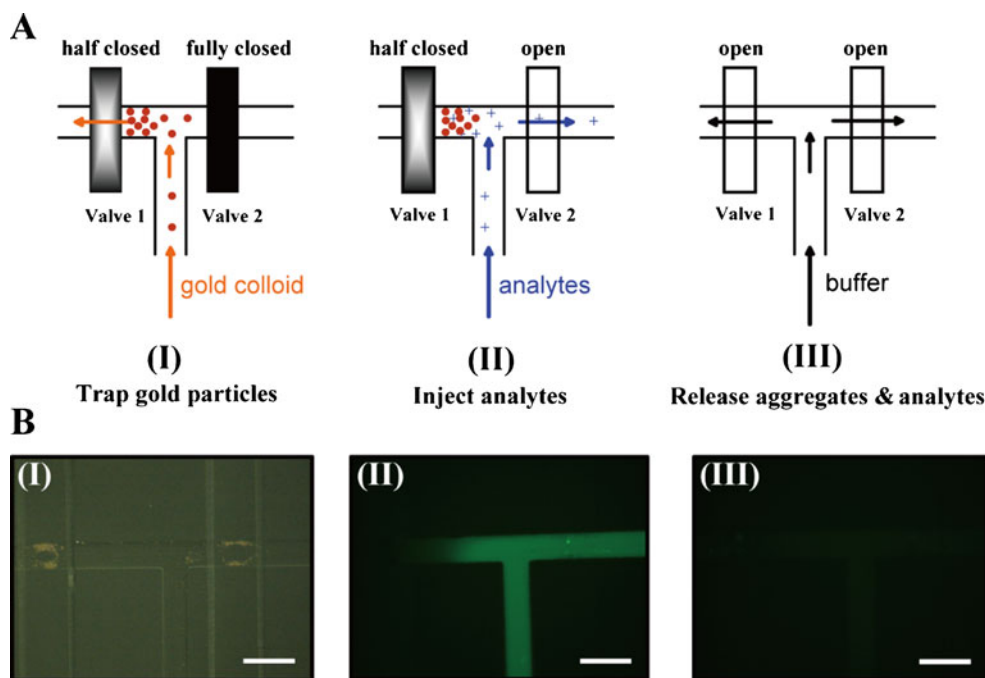 A
half closed fully closed
half closed open
open open
Valve 1 Valve 2
Valve 1 Valve 2
Valve 1 Valve 2
gold colloid
analytes
buffer
(I)
(II)
(III)
Trap gold particles
Inject analytes
Release aggregates & analytes
B
(I)
(II)
(III)